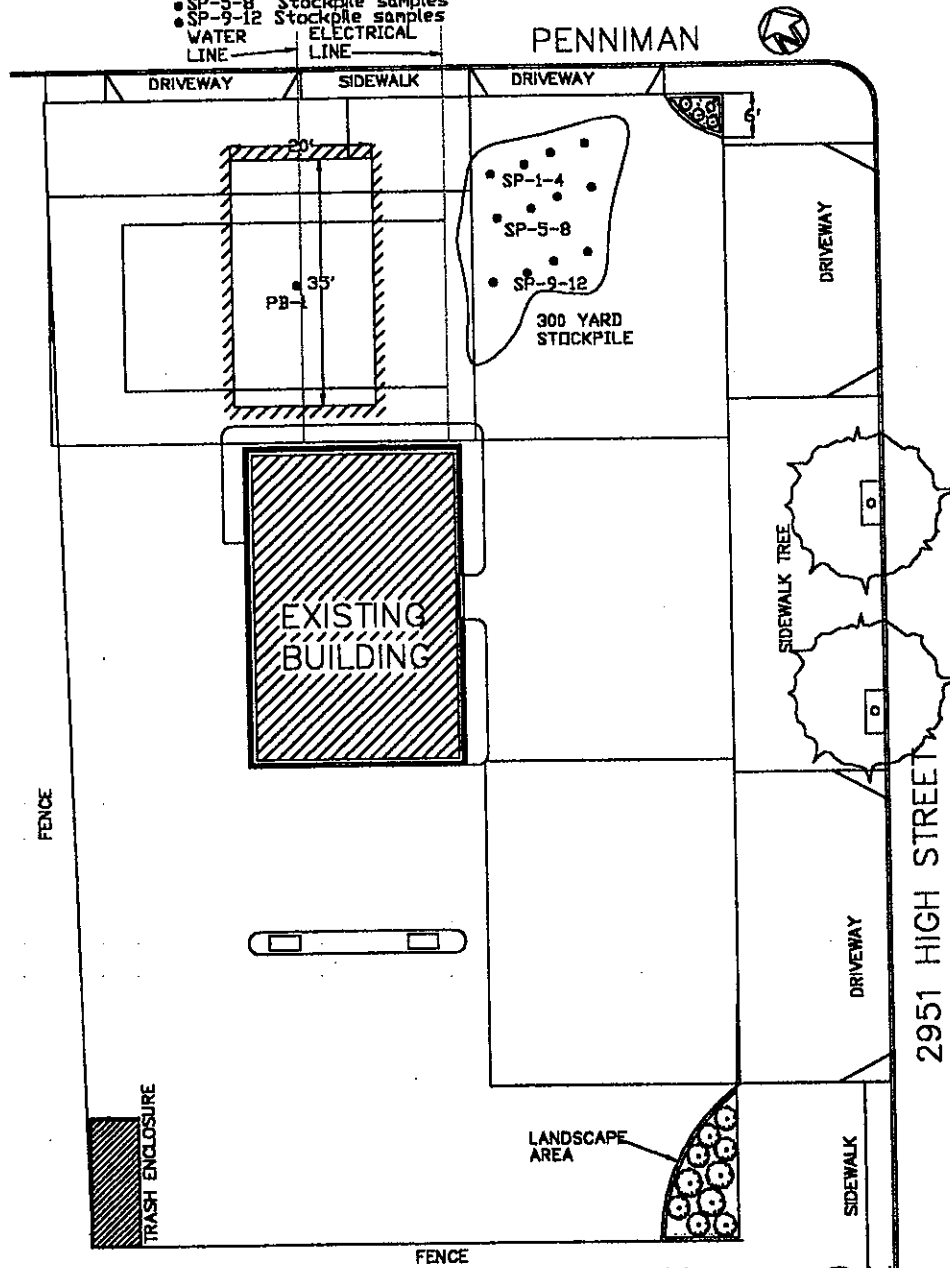 SP-5-8 Stockpile samples
SP-9-12 Stockpile samples
WATER LINE
ELECTRICAL LINE
PENNIMAN
DRIVEWAY
SIDEWALK
DRIVEWAY
6'
20'
SP-1-4
SP-5-8
SP-9-12
35'
PB-1
300 YARD
STOCKPILE
DRIVEWAY
EXISTING
BUILDING
SIDEWALK TREE
FENCE
2951 HIGH STREET
DRIVEWAY
TRASH ENCLOSURE
LANDSCAPE
AREA
SIDEWALK
FENCE